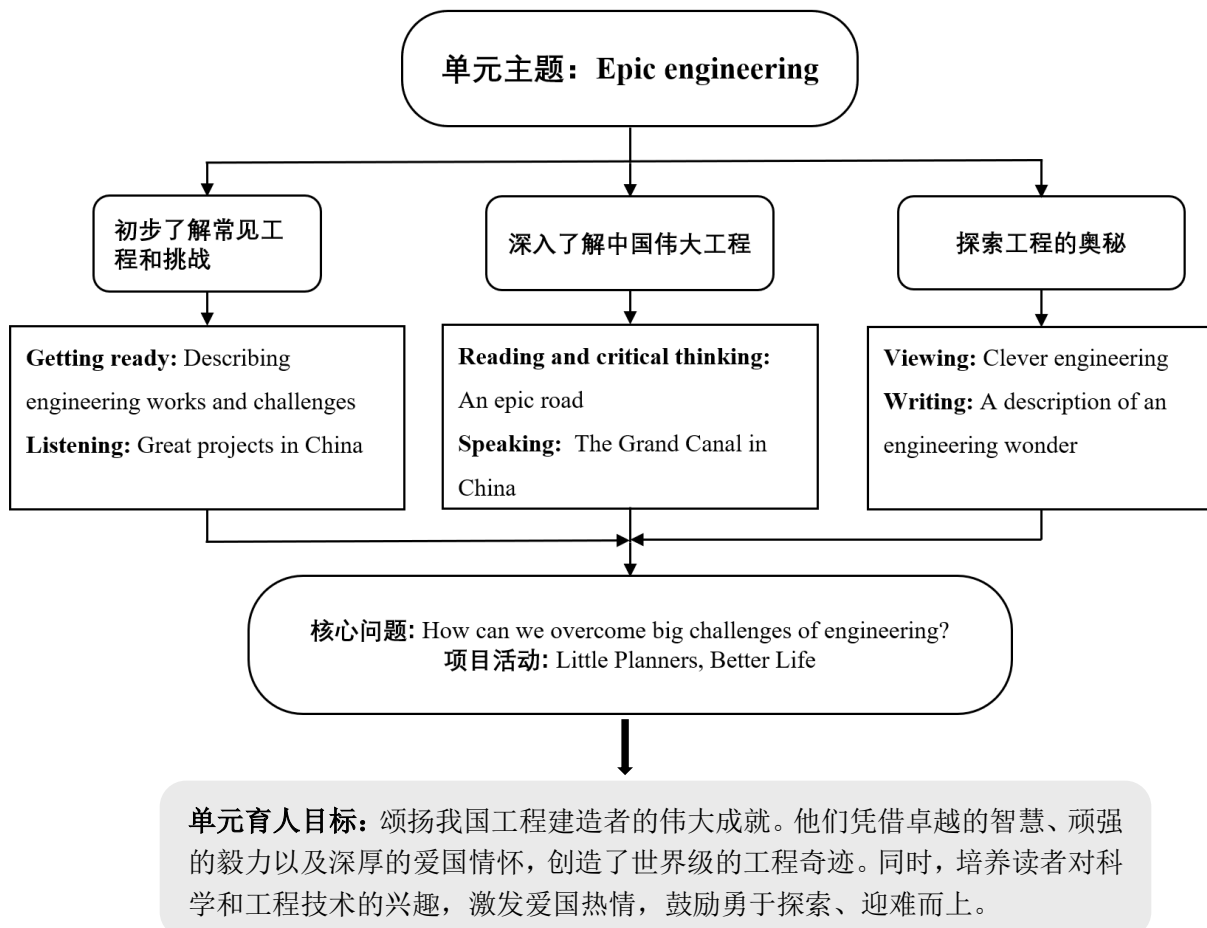 单元主题：Epic engineering
初步了解常见工
程和挑战
深入了解中国伟大工程
探索工程的奥秘
Getting ready: Describing
engineering works and challenges
Listening: Great projects in China
Reading and critical thinking:
An epic road
Speaking: The Grand Canal in
China
Viewing: Clever engineering
Writing: A description of an
engineering wonder
核心问题: How can we overcome big challenges of engineering?
项目活动: Little Planners, Better Life
单元育人目标：颂扬我国工程建造者的伟大成就。他们凭借卓越的智慧、顽强
的毅力以及深厚的爱国情怀，创造了世界级的工程奇迹。同时，培养读者对科
学和工程技术的兴趣，激发爱国热情，鼓励勇于探索、迎难而上。